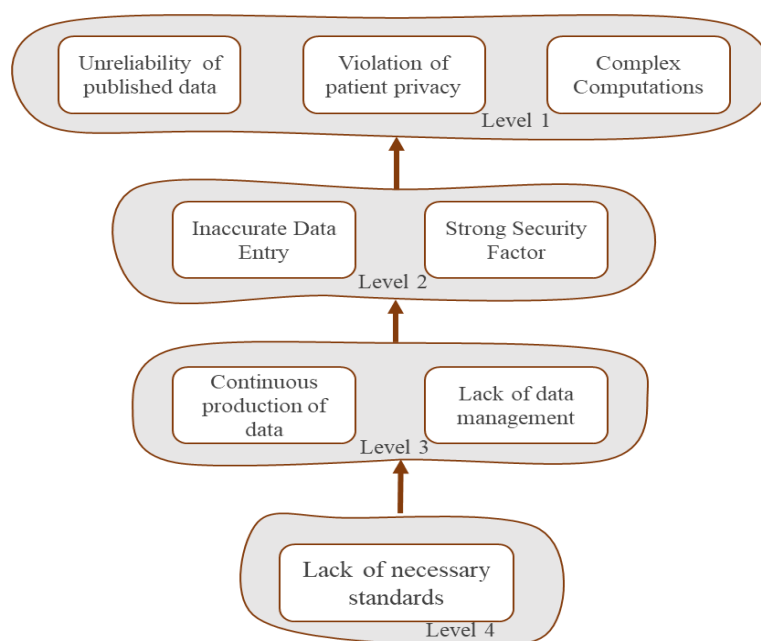 Unreliability of
published data
Violation of
patient privacy
Complex
Computations
Level 1
Inaccurate Data
Entry
Strong Security
Factor
Level 2
Continuous
production of
data
Lack of data
management
Level 3
Lack of necessary
standards
Level 4